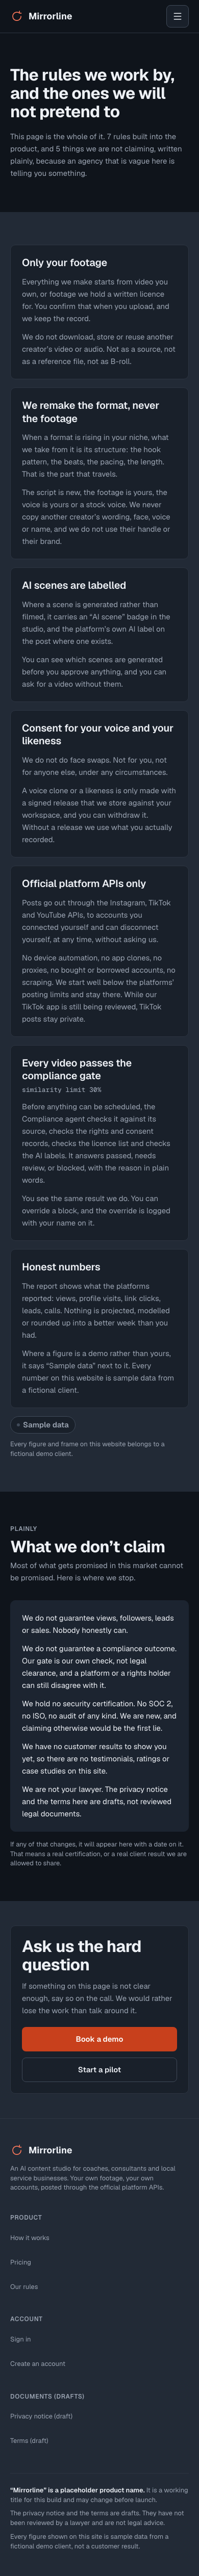 Mirrorline
The rules we work by,
and the ones we will
not pretend to
This page is the whole of it. 7 rules built into the
product, and 5 things we are not claiming, written
plainly, because an agency that is vague here is
telling you something.
Only your footage
Everything we make starts from video you
own, or footage we hold a written licence
for. You confirm that when you upload, and
we keep the record.
We do not download, store or reuse another
creator's video or audio. Not as a source, not
as a reference file, not as B-roll.
We remake the format, never
the footage
When a format is rising in your niche, what
we take from it is its structure: the hook
pattern, the beats, the pacing, the length.
That is the part that travels.
The script is new, the footage is yours, the
voice is yours or a stock voice. We never
copy another creator's wording, face, voice
or name, and we do not use their handle or
their brand.
AI scenes are labelled
Where a scene is generated rather than
filmed, it carries an “AI scene” badge in the
studio, and the platform's own AI label on
the post where one exists.
You can see which scenes are generated
before you approve anything, and you can
ask for a video without them.
Consent for your voice and your
likeness
We do not do face swaps. Not for you, not
for anyone else, under any circumstances.
A voice clone or a likeness is only made with
a signed release that we store against your
workspace, and you can withdraw it.
Without a release we use what you actually
recorded.
Official platform APIs only
Posts go out through the Instagram, TikTok
and YouTube APIs, to accounts you
connected yourself and can disconnect
yourself, at any time, without asking us.
No device automation, no app clones, no
proxies, no bought or borrowed accounts, no
scraping. We start well below the platforms'
posting limits and stay there. While our
TikTok app is still being reviewed, TikTok
posts stay private.
Every video passes the
compliance gate
similarity limit 30%
Before anything can be scheduled, the
Compliance agent checks it against its
source, checks the rights and consent
records, checks the licence list and checks
the AI labels. It answers passed, needs
review, or blocked, with the reason in plain
words.
You see the same result we do. You can
override a block, and the override is logged
with your name on it.
Honest numbers
The report shows what the platforms
reported: views, profile visits, link clicks,
leads, calls. Nothing is projected, modelled
or rounded up into a better week than you
had.
Where a figure is a demo rather than yours,
it says “Sample data” next to it. Every
number on this website is sample data from
a fictional client.
Sample data
Every figure and frame on this website belongs to a
fictional demo client.
PLAINLY
What we don't claim
Most of what gets promised in this market cannot
be promised. Here is where we stop.
We do not guarantee views, followers, leads
or sales. Nobody honestly can.
We do not guarantee a compliance outcome.
Our gate is our own check, not legal
clearance, and a platform or a rights holder
can still disagree with it.
We hold no security certification. No SOC 2,
no ISO, no audit of any kind. We are new, and
claiming otherwise would be the first lie.
We have no customer results to show you
yet, so there are no testimonials, ratings or
case studies on this site.
We are not your lawyer. The privacy notice
and the terms here are drafts, not reviewed
legal documents.
If any of that changes, it will appear here with a date on it.
That means a real certification, or a real client result we are
allowed to share.
Ask us the hard
question
If something on this page is not clear
enough, say so on the call. We would rather
lose the work than talk around it.
Book a demo
Start a pilot
Mirrorline
An AI content studio for coaches, consultants and local
service businesses. Your own footage, your own
accounts, posted through the official platform APIs.
PRODUCT
How it works
Pricing
Our rules
ACCOUNT
Sign in
Create an account
DOCUMENTS (DRAFTS)
Privacy notice (draft)
Terms (draft)
“Mirrorline” is a placeholder product name. It is a working
title for this build and may change before launch.
The privacy notice and the terms are drafts. They have not
been reviewed by a lawyer and are not legal advice.
Every figure shown on this site is sample data from a
fictional demo client, not a customer result.